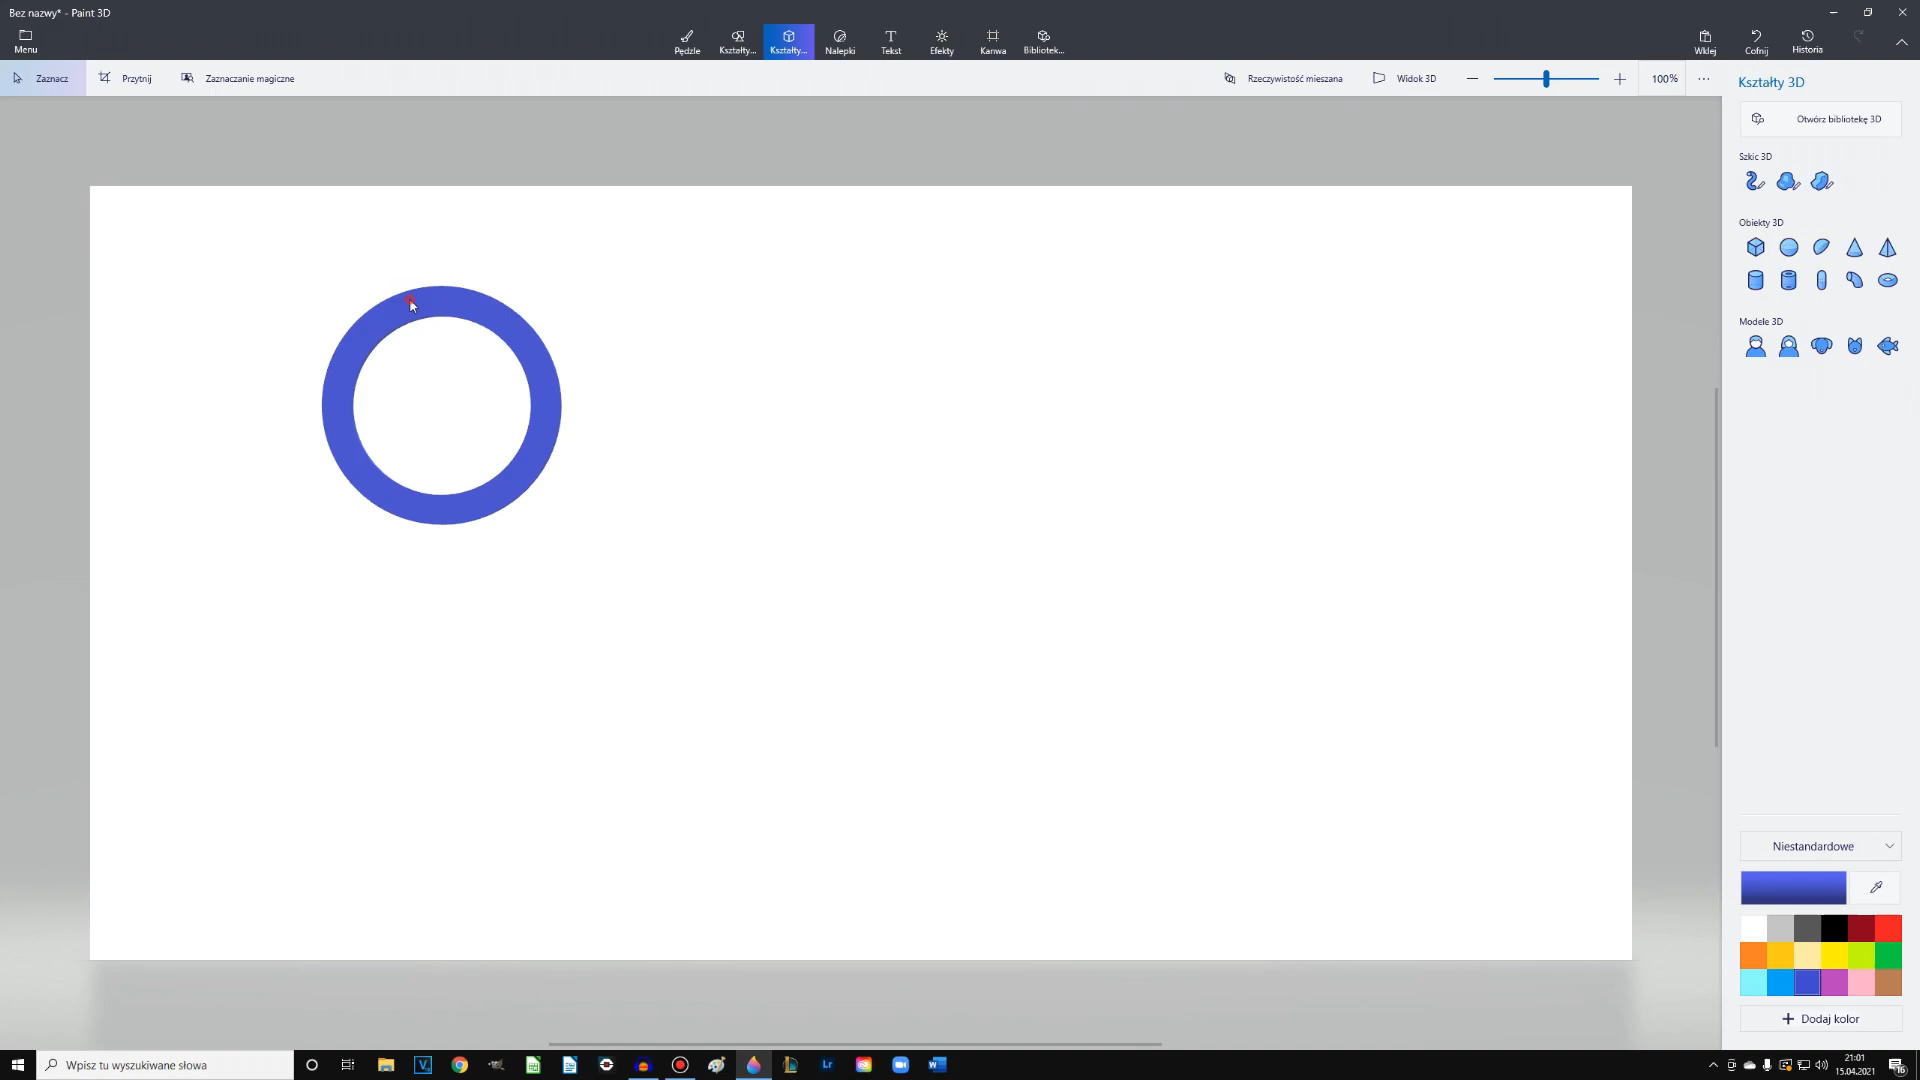 Bez nazwy* - Paint 3D
Menu
Pędzle
Kształty...
Kształty...
Nalepki
Tekst
Efekty
Kanwa
Bibliotek...
Wklej
Cofnij
Historia
Zaznacz
Przytnij
Zaznaczanie magiczne
Rzeczywistość mieszana
Widok 3D
100%
Kształty 3D
Otwórz bibliotekę 3D
Szkic 3D
Obiekty 3D
Modele 3D
Niestandardowe
Dodaj kolor
Wpisz tu wyszukiwane słowa
Lr
21:01
15.04.2021
16